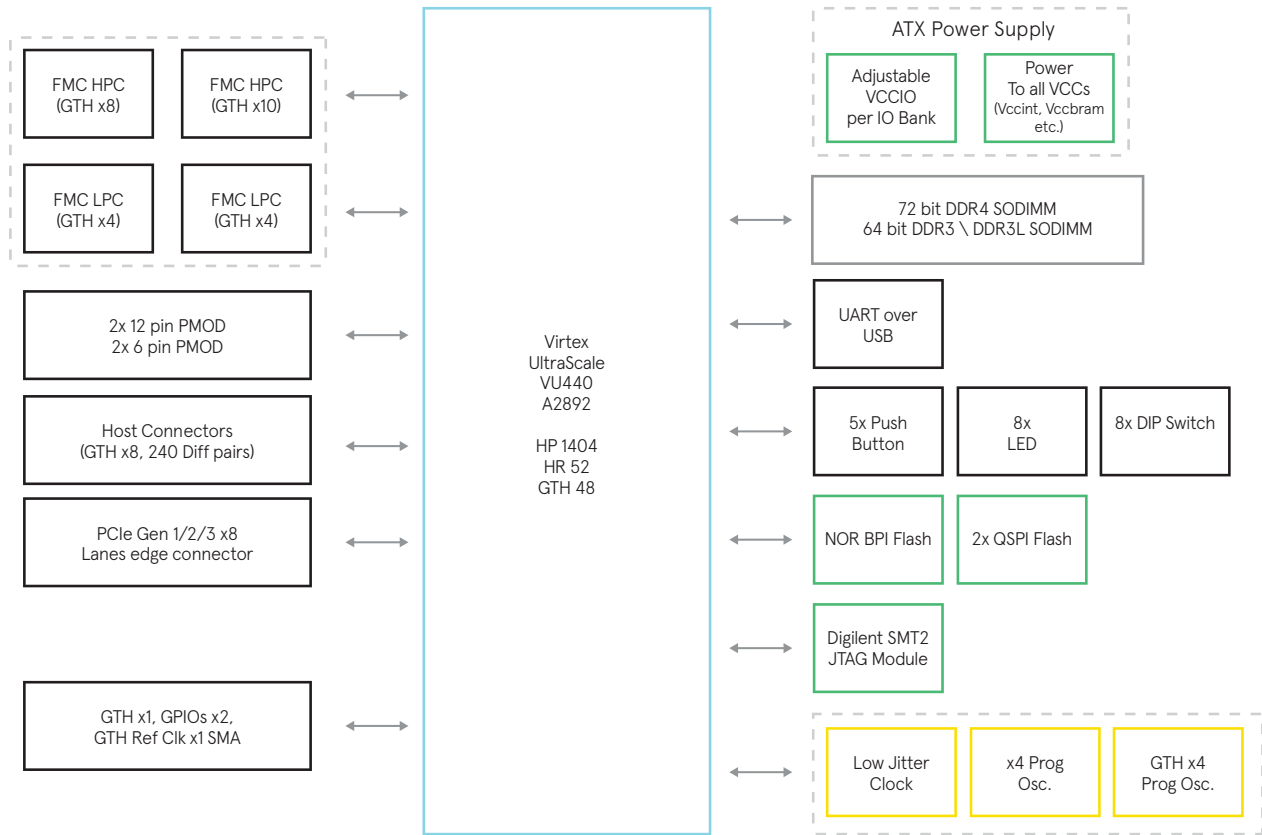 FMC HPC
(GTH x8)
FMC HPC
(GTH x10)
FMC LPC
(GTH x4)
FMC LPC
(GTH x4)
2x 12 pin PMOD
2x 6 pin PMOD
Host Connectors
(GTH x8, 240 Diff pairs)
PCIe Gen 1/2/3 x8
Lanes edge connector
GTH x1, GPIOs x2,
GTH Ref Clk x1 SMA
Virtex
UltraScale
VU440
A2892
HP 1404
HR 52
GTH 48
ATX Power Supply
Adjustable
VCCIO
per IO Bank
Power
To all VCCs
(Vccint, Vccbram
etc.)
72 bit DDR4 SODIMM
64 bit DDR3 \ DDR3L SODIMM
UART over
USB
5x Push
Button
8x
LED
8x DIP Switch
NOR BPI Flash
2x QSPI Flash
Digilent SMT2
JTAG Module
Low Jitter
Clock
x4 Prog
Osc.
GTH x4
Prog Osc.